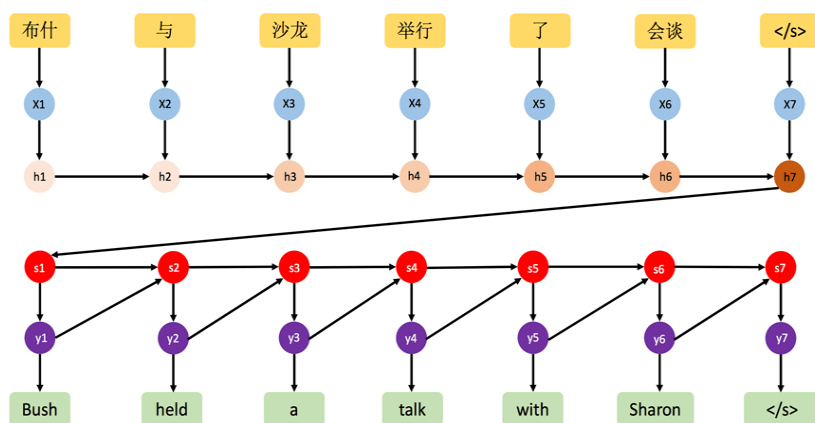 布什 与 沙龙 举行 了 会谈 </s>
X1 X2 X3 X4 X5 X6 X7
h1 h2 h3 h4 h5 h6 h7
s1 s2 s3 s4 s5 s6 s7
y1 y2 y3 y4 y5 y6 y7
Bush held a talk with Sharon </s>